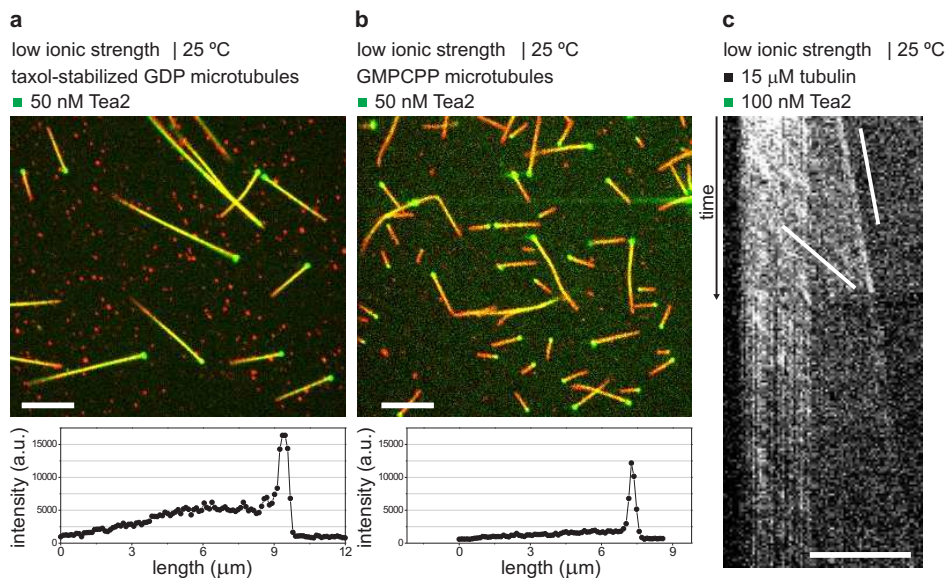 a
low ionic strength | 25 ºC
taxol-stabilized GDP microtubules
50 nM Tea2
intensity (a.u.)
15000
10000
5000
0
0
3
6
9
12
length (μm)
b
low ionic strength | 25 ºC
GMPCPP microtubules
50 nM Tea2
intensity (a.u.)
15000
10000
5000
0
0
3
6
9
length (μm)
c
low ionic strength | 25 ºC
15 μM tubulin
100 nM Tea2
time